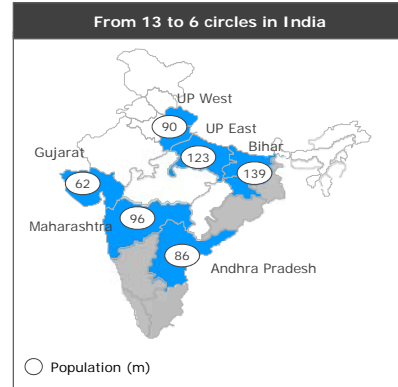 From 13 to 6 circles in India
UP West
90
UP East
Bihar
123
Gujarat
139
62
Maharashtra
96
86
Andhra Pradesh
Population (m)